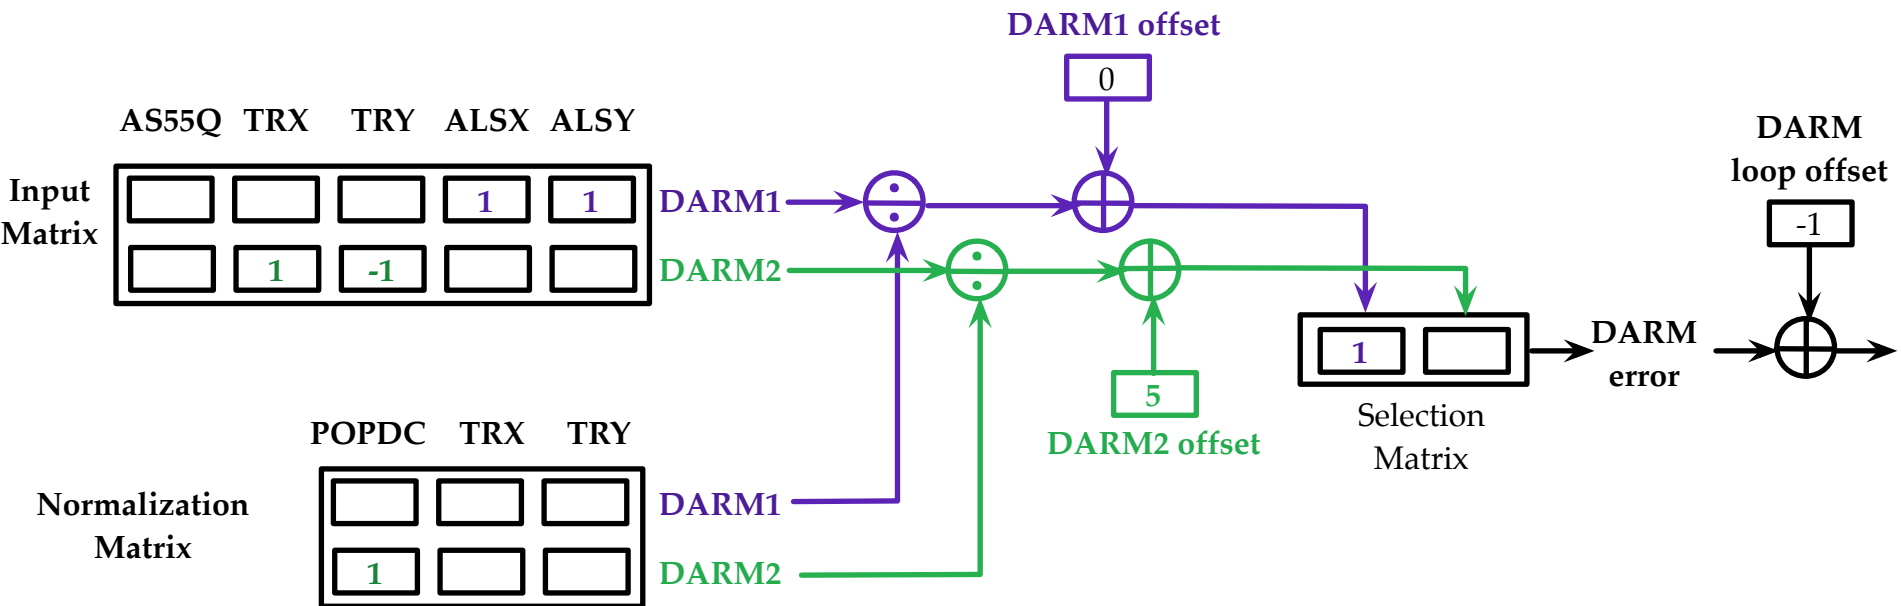 DARM1 offset
0
AS55Q TRX TRY ALSX ALSY
DARM
loop offset
-1
Input
Matrix
1 1
DARM1
1 -1
DARM2
1
DARM
error
5
DARM2 offset
Selection
Matrix
POPDC TRX TRY
Normalization
Matrix
DARM1
1
DARM2